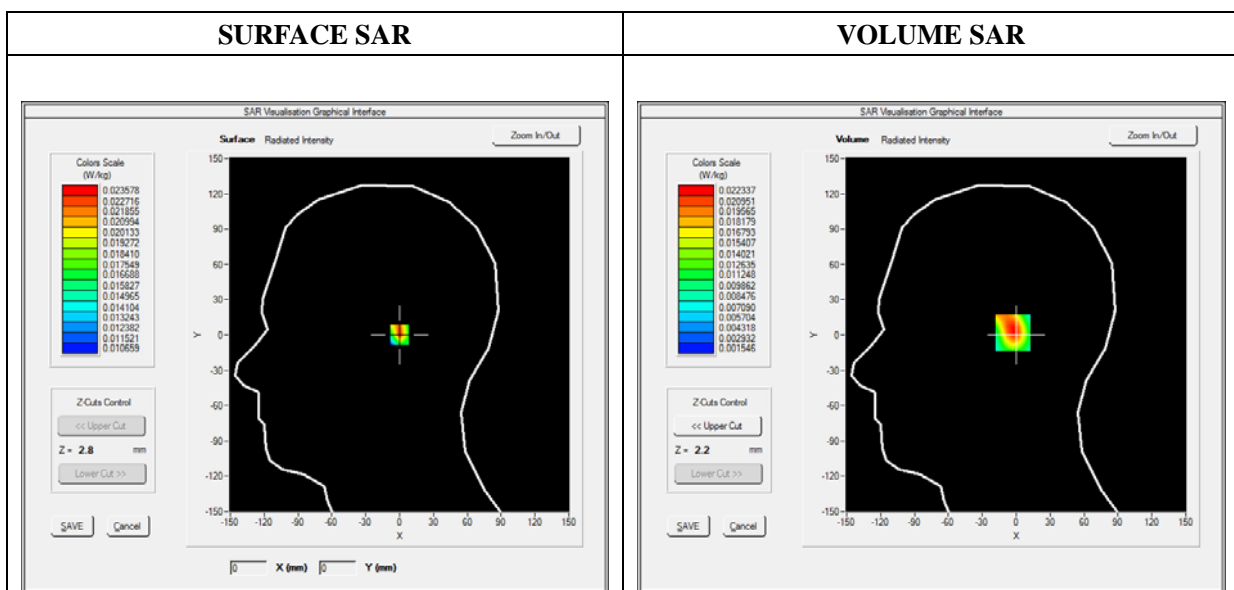 SURFACE SAR
VOLUME SAR
SAR Visualisation Graphical Interface
Surface Radiated Intensity
Zoom In/Out
Colors Scale
(W/kg)
0.023578
0.022716
0.021855
0.020994
0.020133
0.019272
0.018410
0.017549
0.016688
0.015827
0.014965
0.014104
0.013243
0.012382
0.011521
0.010659
150
120
90
60
30
0
-30
-60
-90
-120
-150
Y
-150 -120 -90 -60 -30 0 30 60 90 120 150
X
Z-Cuts Control
<< Upper Cut
Z = 2.8 mm
Lower Cut >>
SAVE Cancel
0 X (mm) 0 Y (mm)
SAR Visualisation Graphical Interface
Volume Radiated Intensity
Zoom In/Out
Colors Scale
(W/kg)
0.022337
0.020951
0.019565
0.018179
0.016793
0.015407
0.014021
0.012635
0.011248
0.009862
0.008476
0.007090
0.005704
0.004318
0.002932
0.001546
150
120
90
60
30
0
-30
-60
-90
-120
-150
Y
-150 -120 -90 -60 -30 0 30 60 90 120 150
X
Z-Cuts Control
<< Upper Cut
Z = 2.2 mm
Lower Cut >>
SAVE Cancel